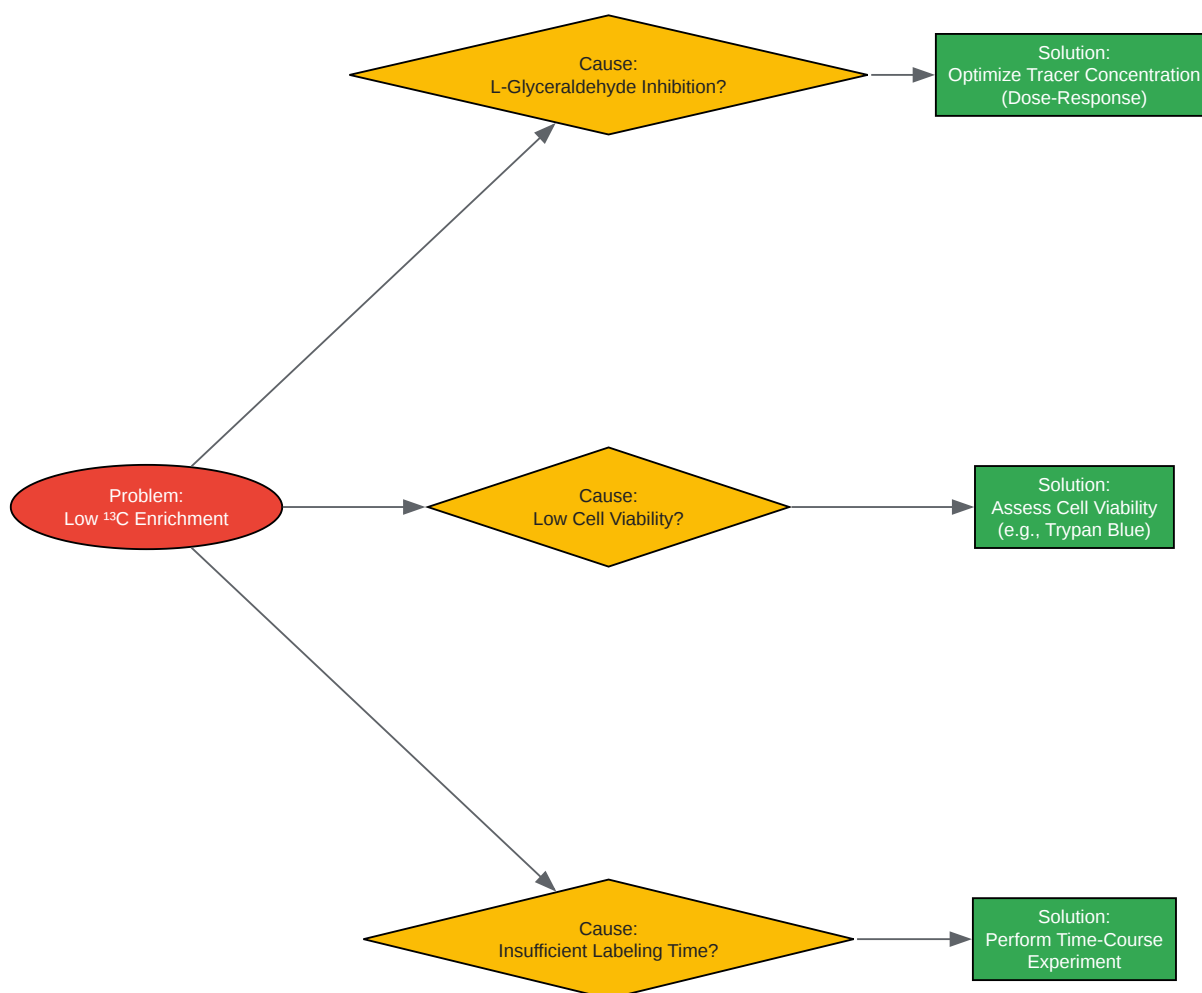 Cause:
L-Glyceraldehyde Inhibition?
Solution:
Optimize Tracer Concentration
(Dose-Response)
Problem:
Low ¹³C Enrichment
Cause:
Low Cell Viability?
Solution:
Assess Cell Viability
(e.g., Trypan Blue)
Cause:
Insufficient Labeling Time?
Solution:
Perform Time-Course
Experiment